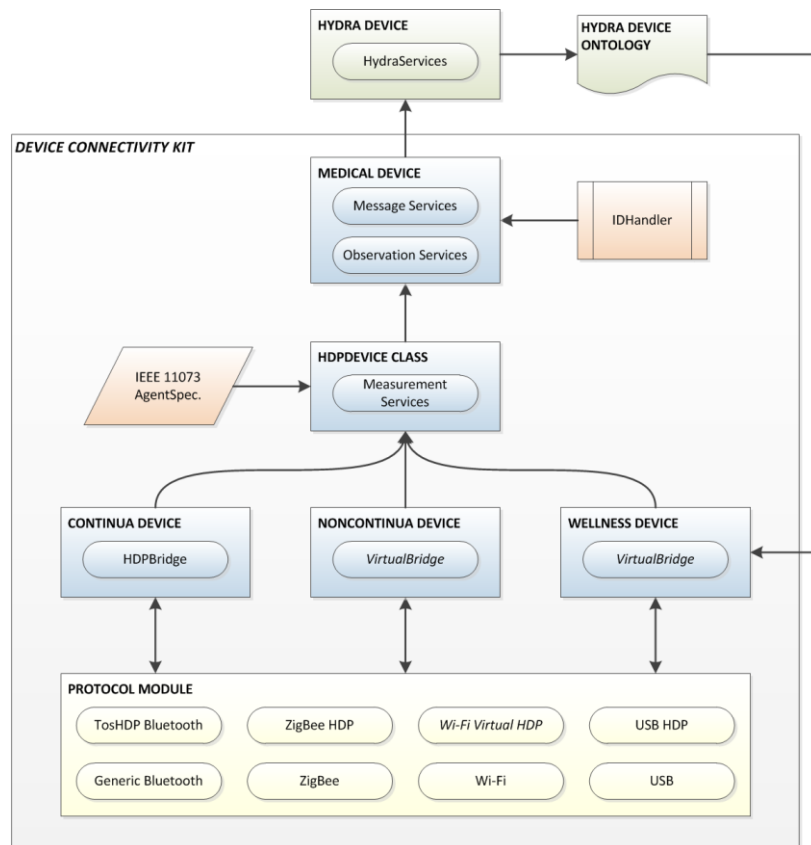 HYDRA DEVICE
HydraServices
HYDRA DEVICE
ONTOLOGY
DEVICE CONNECTIVITY KIT
MEDICAL DEVICE
Message Services
Observation Services
IDHandler
HDPDEVICE CLASS
Measurement
Services
IEEE 11073
AgentSpec.
CONTINUA DEVICE
HDPBridge
NONCONTINUA DEVICE
VirtualBridge
WELLNESS DEVICE
VirtualBridge
PROTOCOL MODULE
TosHDP Bluetooth
ZigBee HDP
Wi-Fi Virtual HDP
USB HDP
Generic Bluetooth
ZigBee
Wi-Fi
USB